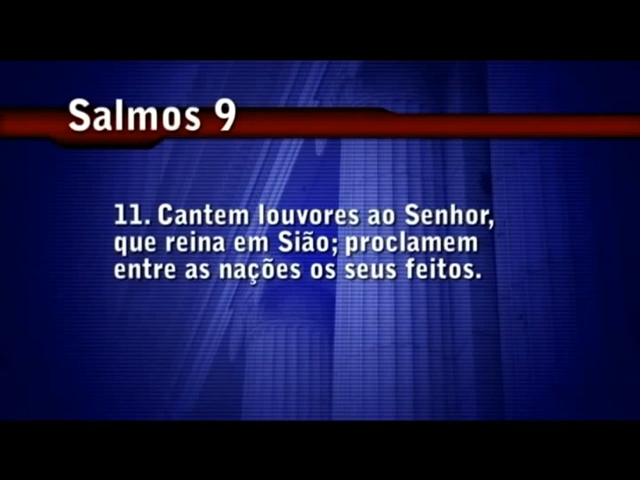 Salmos 9
11. Cantem louvores ao Senhor,
que reina em Sião; proclamem
entre as nações os seus feitos.